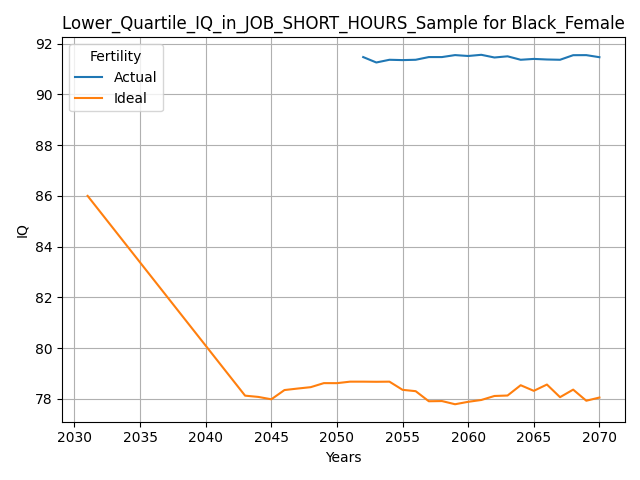 Lower_Quartile_IQ_in_JOB_SHORT_HOURS_Sample for Black_Female
Fertility
Actual
Ideal
IQ
92
90
88
86
84
82
80
78
2030 2035 2040 2045 2050 2055 2060 2065 2070
Years